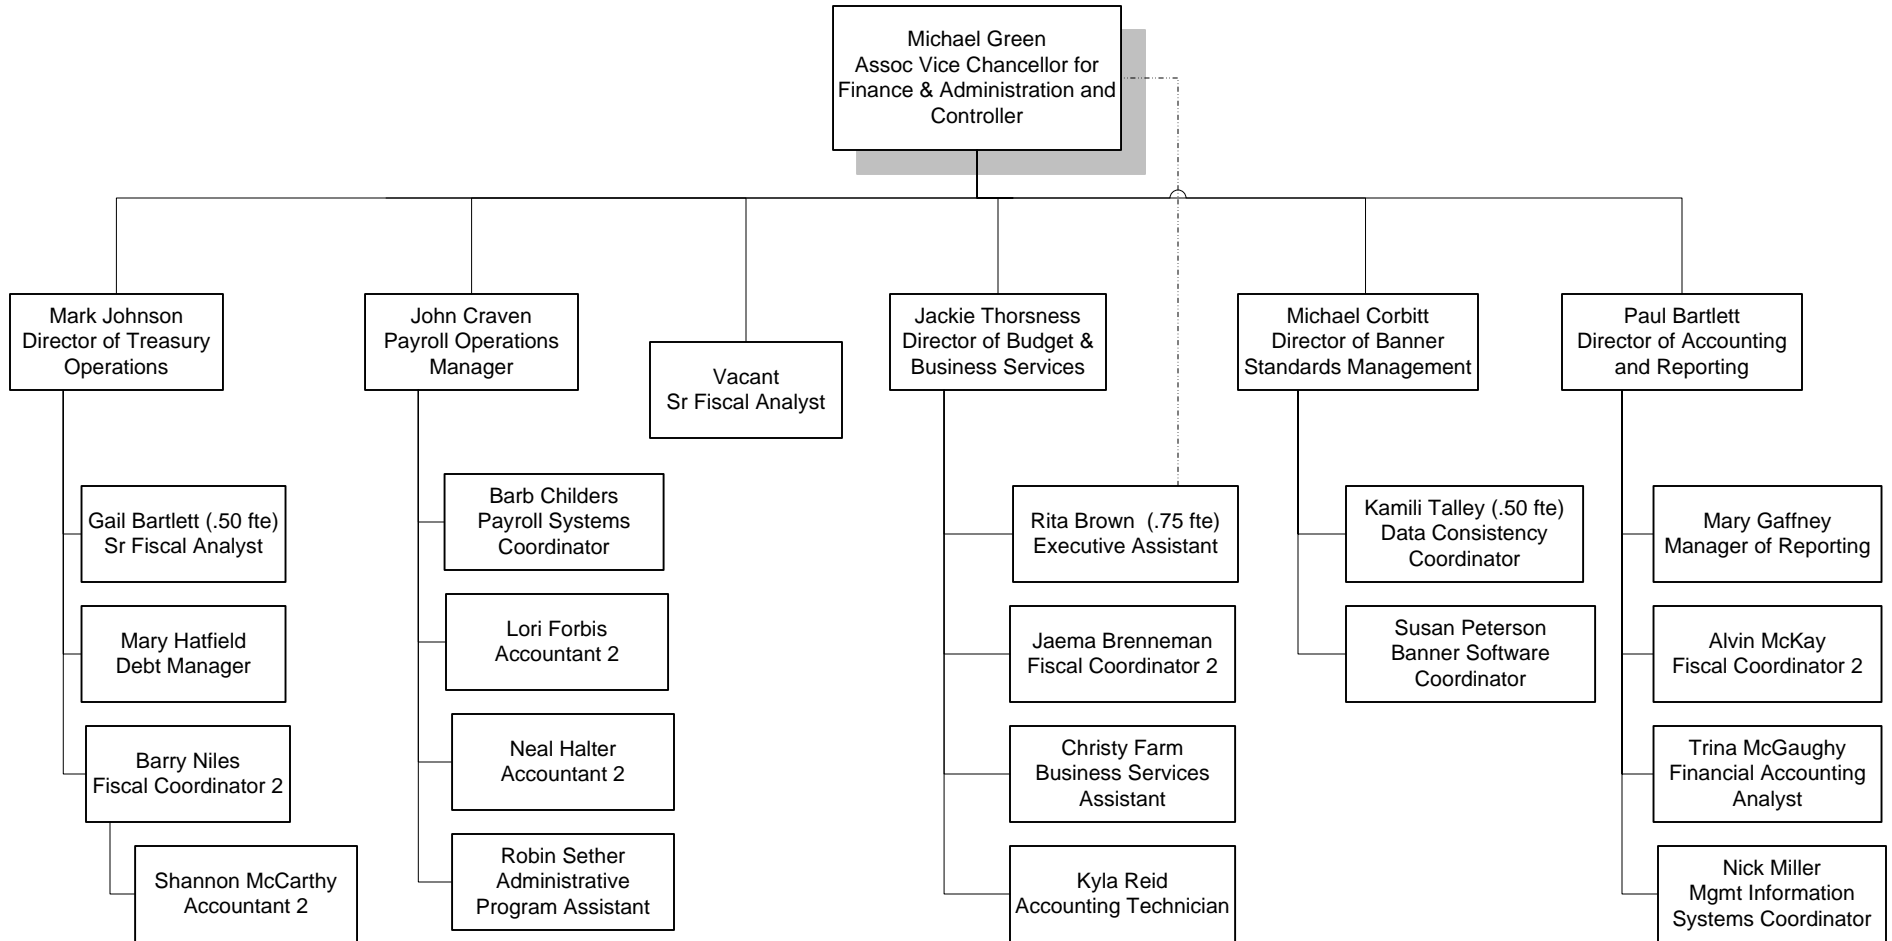 Michael Green
Assoc Vice Chancellor for
Finance & Administration and
Controller
Mark Johnson
Director of Treasury
Operations
John Craven
Payroll Operations
Manager
Vacant
Sr Fiscal Analyst
Jackie Thorsness
Director of Budget &
Business Services
Michael Corbitt
Director of Banner
Standards Management
Paul Bartlett
Director of Accounting
and Reporting
Gail Bartlett (.50 fte)
Sr Fiscal Analyst
Mary Hatfield
Debt Manager
Barry Niles
Fiscal Coordinator 2
Shannon McCarthy
Accountant 2
Barb Childers
Payroll Systems
Coordinator
Lori Forbis
Accountant 2
Neal Halter
Accountant 2
Robin Sether
Administrative
Program Assistant
Rita Brown (.75 fte)
Executive Assistant
Jaema Brenneman
Fiscal Coordinator 2
Christy Farm
Business Services
Assistant
Kyla Reid
Accounting Technician
Kamili Talley (.50 fte)
Data Consistency
Coordinator
Susan Peterson
Banner Software
Coordinator
Mary Gaffney
Manager of Reporting
Alvin McKay
Fiscal Coordinator 2
Trina McGaughy
Financial Accounting
Analyst
Nick Miller
Mgmt Information
Systems Coordinator